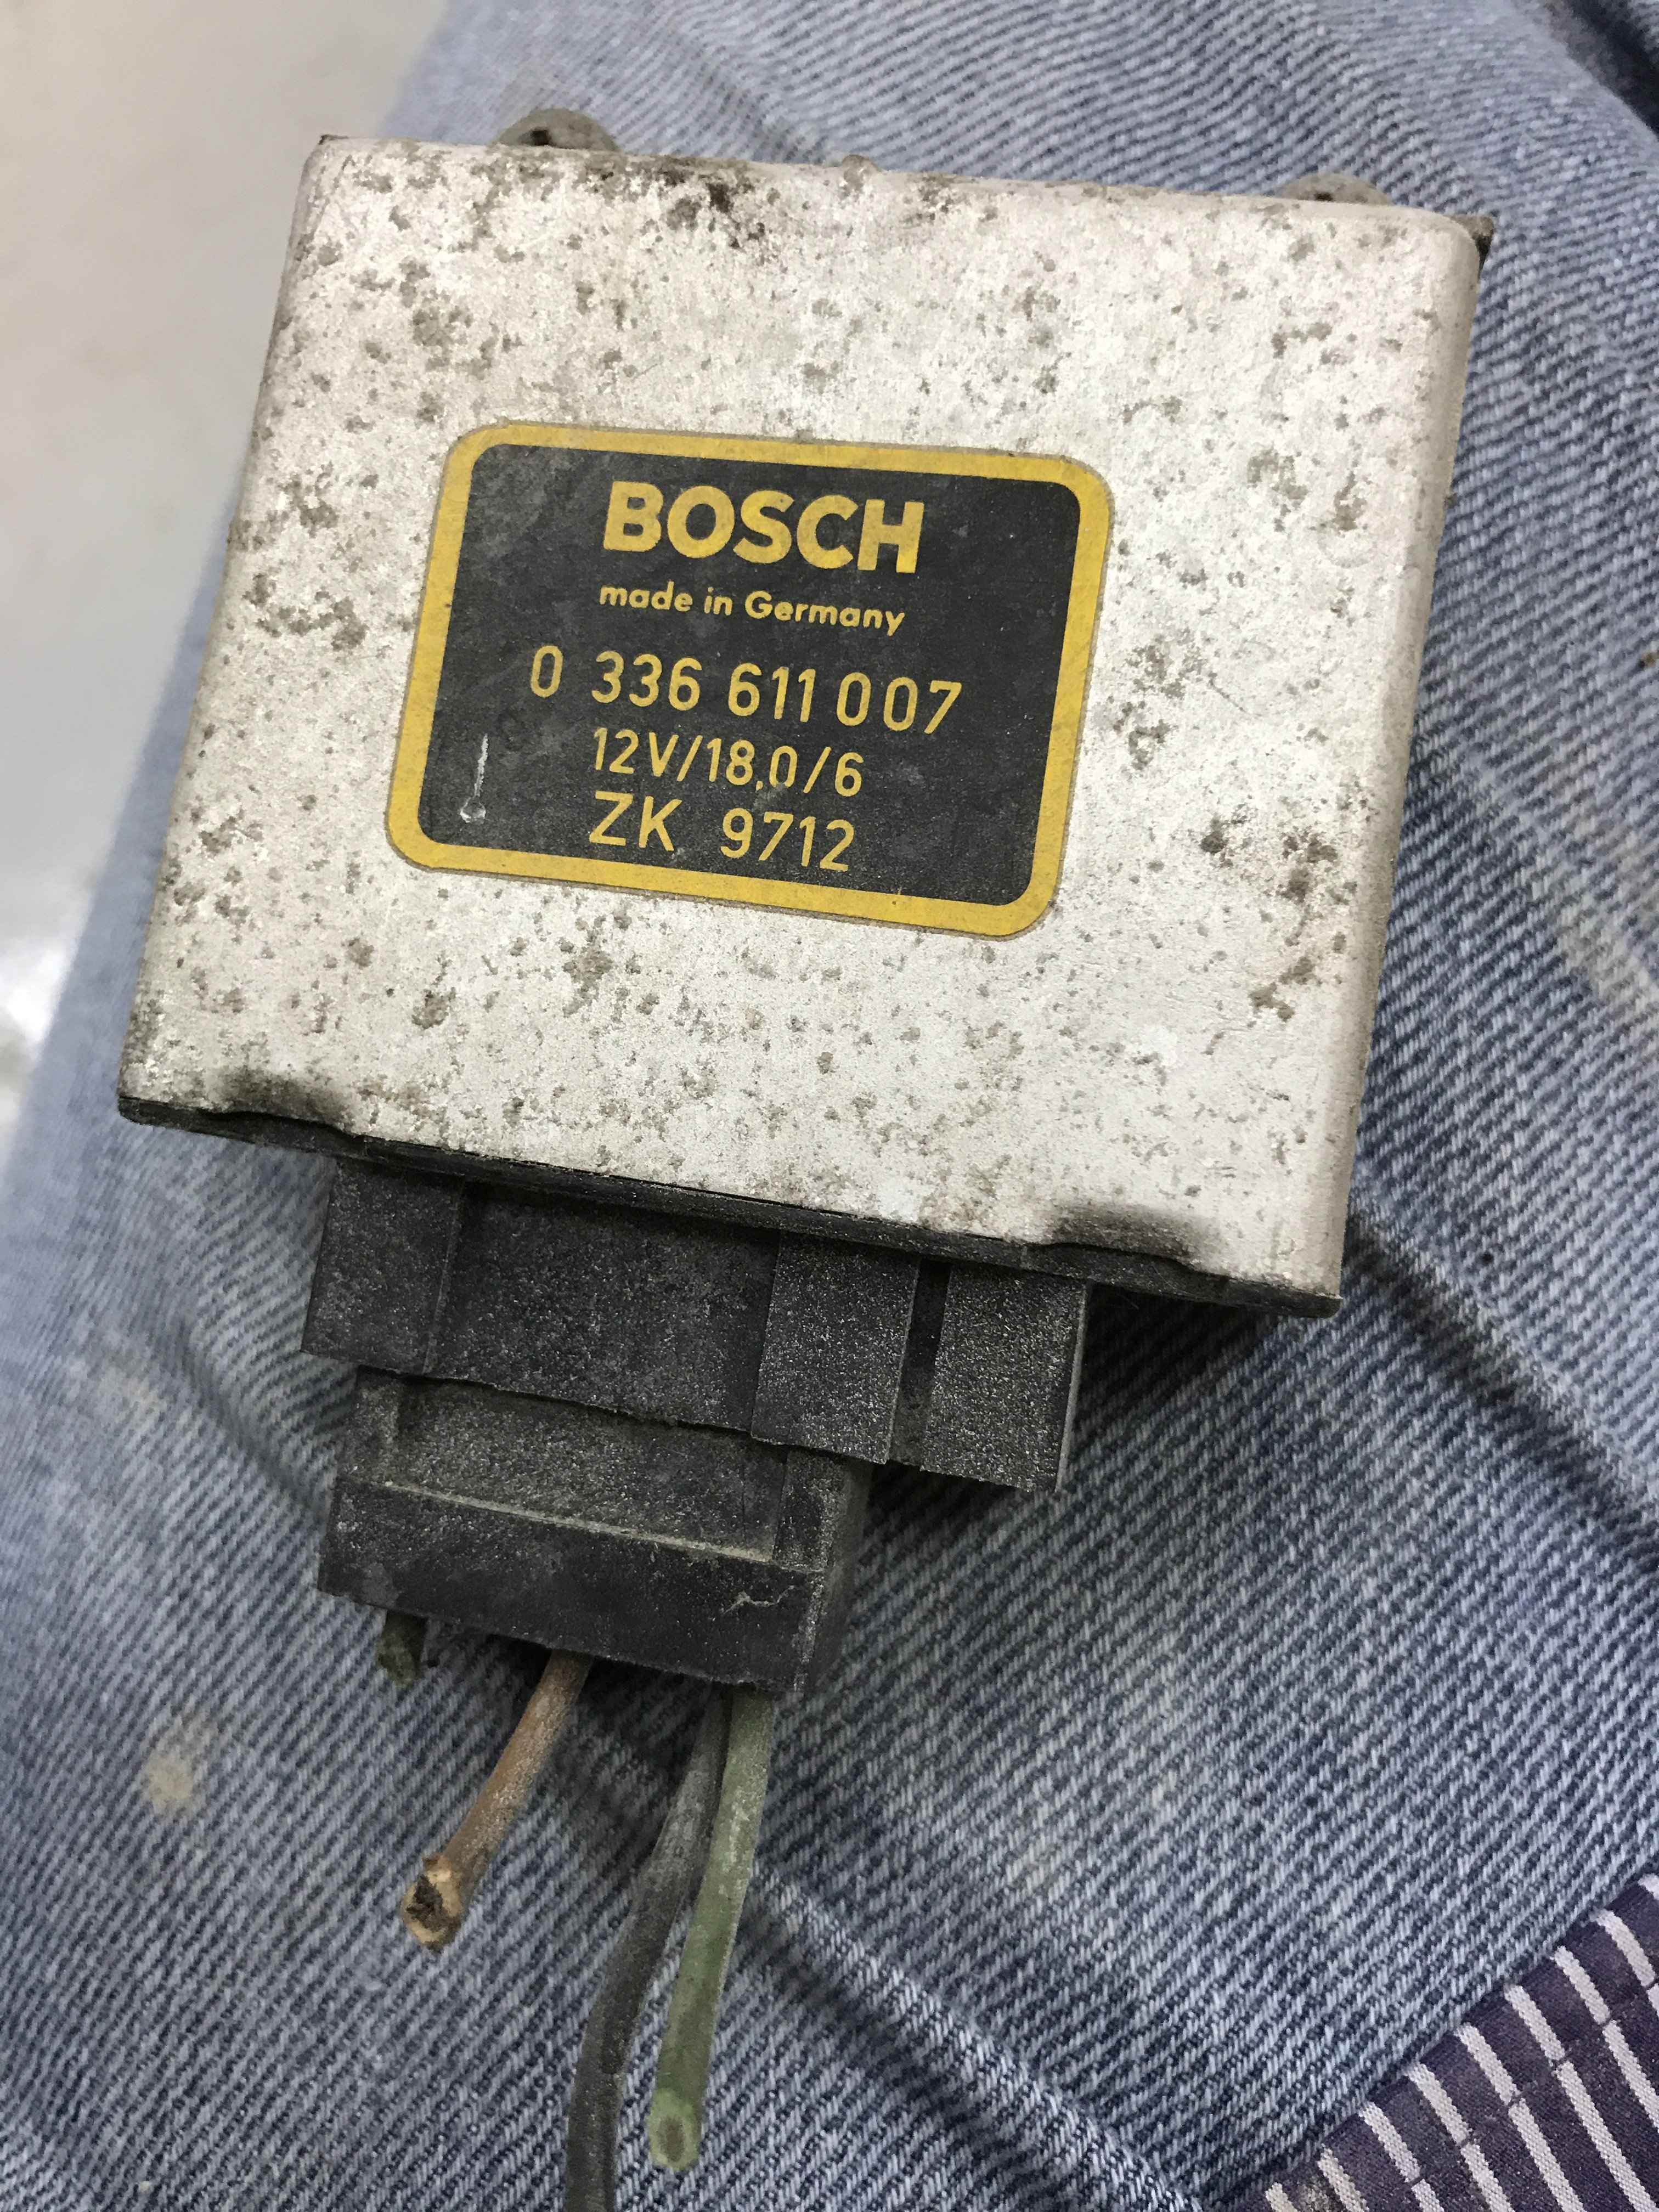 BOSCH
made in Germany
0 336 611 007
12V/18,0/6
ZK 9712